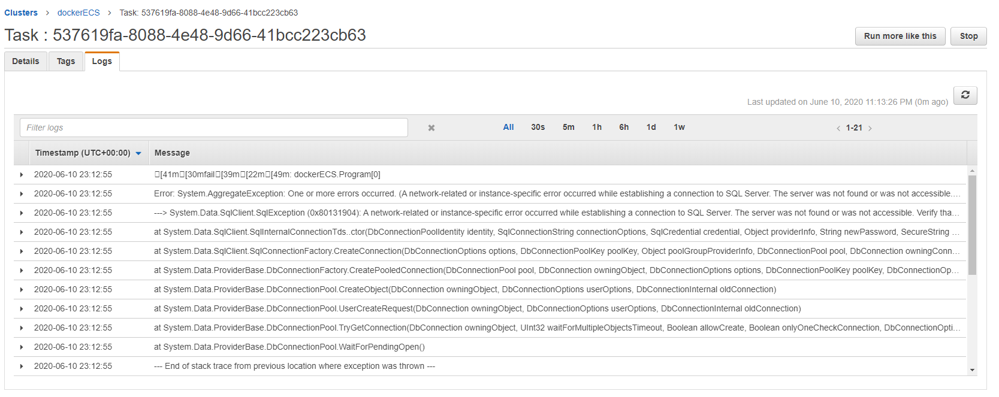 Clusters > dockerECS > Task: 537619fa-8088-4e48-9d66-41bcc223cb63
Task : 537619fa-8088-4e48-9d66-41bcc223cb63
Run more like this Stop
Details Tags Logs
Last updated on June 10, 2020 11:13:26 PM (0m ago)
Filter logs ✖ All 30s 5m 1h 6h 1d 1w < 1-21 >
Timestamp (UTC+00:00) Message
2020-06-10 23:12:55 □[41m□[30mfail□[39m□[22m□[49m: dockerECS.Program[0]
2020-06-10 23:12:55 Error: System.AggregateException: One or more errors occurred. (A network-related or instance-specific error occurred while establishing a connection to SQL Server. The server was not found or was not accessible....
2020-06-10 23:12:55 ---> System.Data.SqlClient.SqlException (0x80131904): A network-related or instance-specific error occurred while establishing a connection to SQL Server. The server was not found or was not accessible. Verify tha...
2020-06-10 23:12:55 at System.Data.SqlClient.SqlInternalConnectionTds..ctor(DbConnectionPoolIdentity identity, SqlConnectionString connectionOptions, SqlCredential credential, Object providerInfo, String newPassword, SecureString ...
2020-06-10 23:12:55 at System.Data.SqlClient.SqlConnectionFactory.CreateConnection(DbConnectionOptions options, DbConnectionPoolKey poolKey, Object poolGroupProviderInfo, DbConnectionPool pool, DbConnection owningConn...
2020-06-10 23:12:55 at System.Data.ProviderBase.DbConnectionFactory.CreatePooledConnection(DbConnectionPool pool, DbConnection owningObject, DbConnectionOptions options, DbConnectionPoolKey poolKey, DbConnectionOp...
2020-06-10 23:12:55 at System.Data.ProviderBase.DbConnectionPool.CreateObject(DbConnection owningObject, DbConnectionOptions userOptions, DbConnectionInternal oldConnection)
2020-06-10 23:12:55 at System.Data.ProviderBase.DbConnectionPool.UserCreateRequest(DbConnection owningObject, DbConnectionOptions userOptions, DbConnectionInternal oldConnection)
2020-06-10 23:12:55 at System.Data.ProviderBase.DbConnectionPool.TryGetConnection(DbConnection owningObject, UInt32 waitForMultipleObjectsTimeout, Boolean allowCreate, Boolean onlyOneCheckConnection, DbConnectionOpti...
2020-06-10 23:12:55 at System.Data.ProviderBase.DbConnectionPool.WaitForPendingOpen()
2020-06-10 23:12:55 --- End of stack trace from previous location where exception was thrown ---